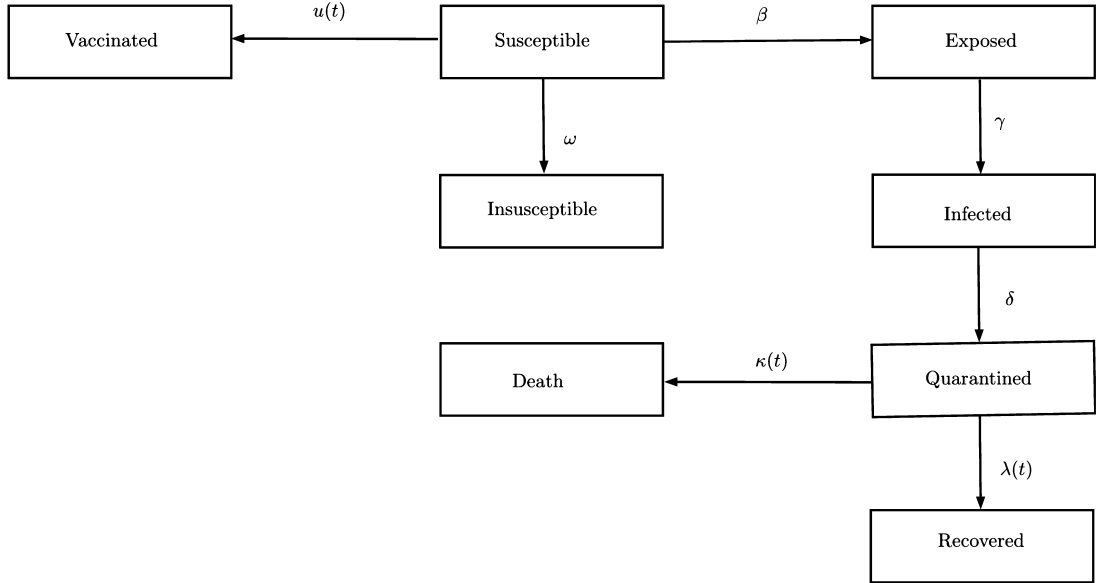 u(t)
β
Vaccinated
Susceptible
Exposed
ω
γ
Insusceptible
Infected
δ
κ(t)
Death
Quarantined
λ(t)
Recovered